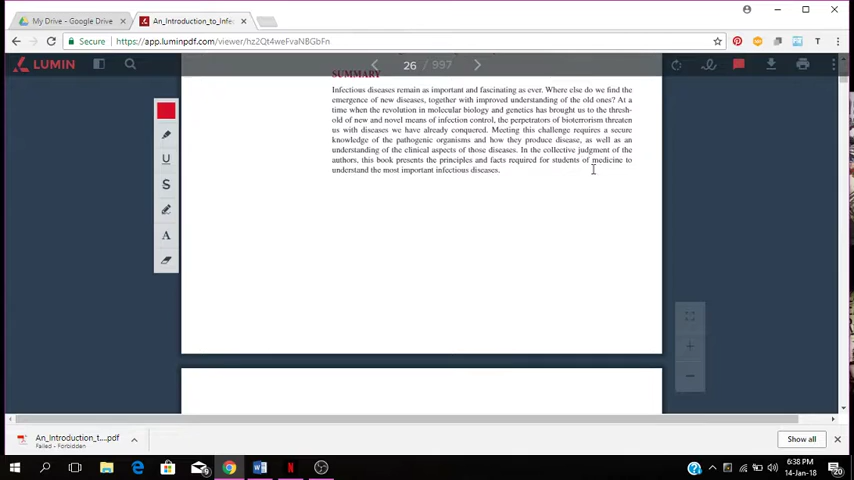 My Drive - Google Drive
An_Introduction_to_Infe
Secure
https://app.luminpdf.com/viewer/hz2Qt4weFvaNBGbFn
T
LUMIN
26 / 997
SUMMARY
Infectious diseases remain as important and fascinating as ever. Where else do we find the
emergence of new diseases, together with improved understanding of the old ones? At a
time when the revolution in molecular biology and genetics has brought us to the thresh-
old of new and novel means of infection control, the perpetrators of bioterrorism threaten
us with diseases we have already conquered. Meeting this challenge requires a secure
knowledge of the pathogenic organisms and how they produce disease, as well as an
understanding of the clinical aspects of those diseases. In the collective judgment of the
authors, this book presents the principles and facts required for students of medicine to
understand the most important infectious diseases.
U
S
A
An_Introduction_t....pdf
Failed - Forbidden
Show all
6:38 PM
14-Jan-18
20